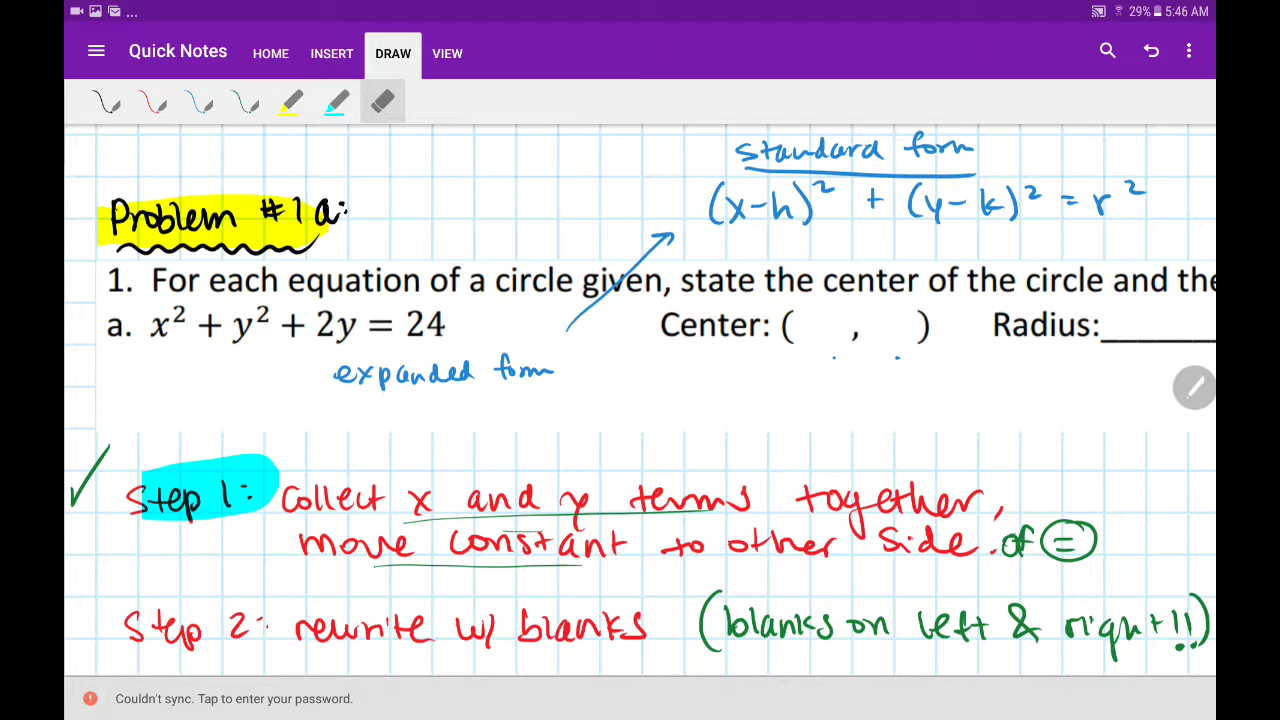 ... 29% 5:46 AM
Quick Notes HOME INSERT DRAW VIEW
standard form
(x-h)² + (y-k)² = r²
Problem #1a:
1. For each equation of a circle given, state the center of the circle and the
a. x² + y² + 2y = 24 Center: ( , ) Radius:______
expanded form
Step 1: Collect x and y terms together,
move constant to other side. of =
Step 2: rewrite w/ blanks (blanks on left & right!!)
Couldn't sync. Tap to enter your password.